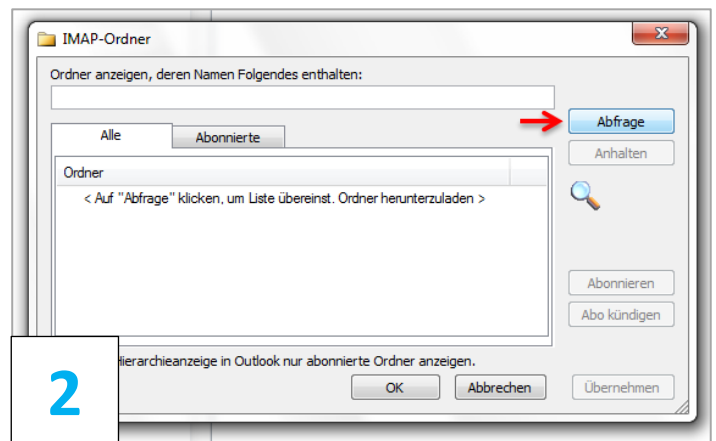 IMAP-Ordner
Ordner anzeigen, deren Namen Folgendes enthalten:
Abfrage
Alle
Abonnierte
Anhalten
Ordner
< Auf "Abfrage" klicken, um Liste übereinst. Ordner herunterzuladen >
Abonnieren
Abo kündigen
Hierarchieanzeige in Outlook nur abonnierte Ordner anzeigen.
OK
Abbrechen
Übernehmen
2